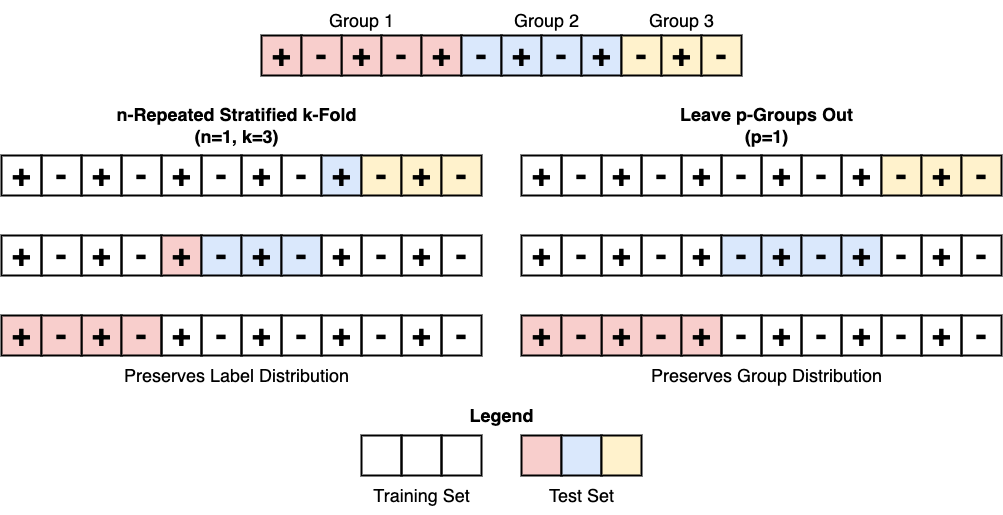 Group 1 Group 2 Group 3
+ - + - + - + - + - + -
n-Repeated Stratified k-Fold
(n=1, k=3)
+ - + - + - + - + - + -
+ - + - + - + - + - + -
+ - + - + - + - + - + -
Preserves Label Distribution
Leave p-Groups Out
(p=1)
+ - + - + - + - + - + -
+ - + - + - + - + - + -
+ - + - + - + - + - + -
Preserves Group Distribution
Legend
Training Set
Test Set